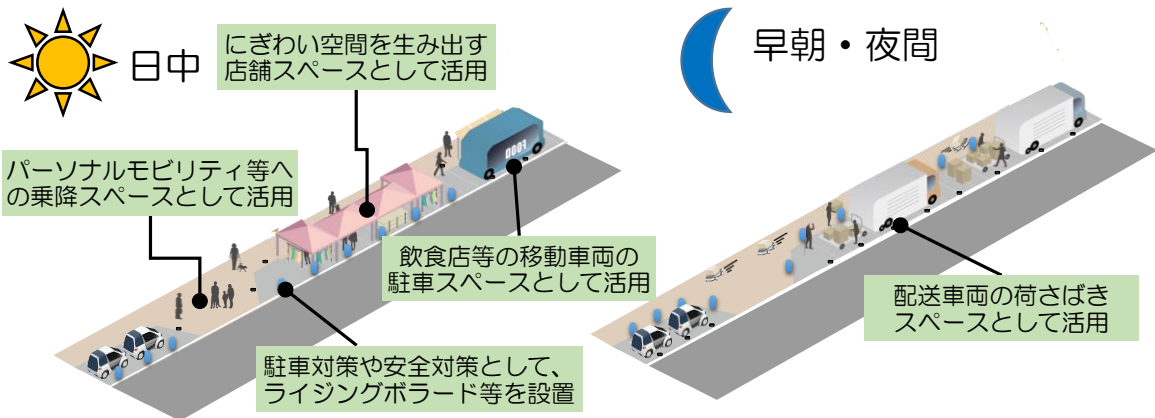 日中
にぎわい空間を生み出す
店舗スペースとして活用
パーソナルモビリティ等へ
の乗降スペースとして活用
FOOD
飲食店等の移動車両の
駐車スペースとして活用
駐車対策や安全対策として、
ライジングボラード等を設置
早朝・夜間
配送車両の荷さばき
スペースとして活用